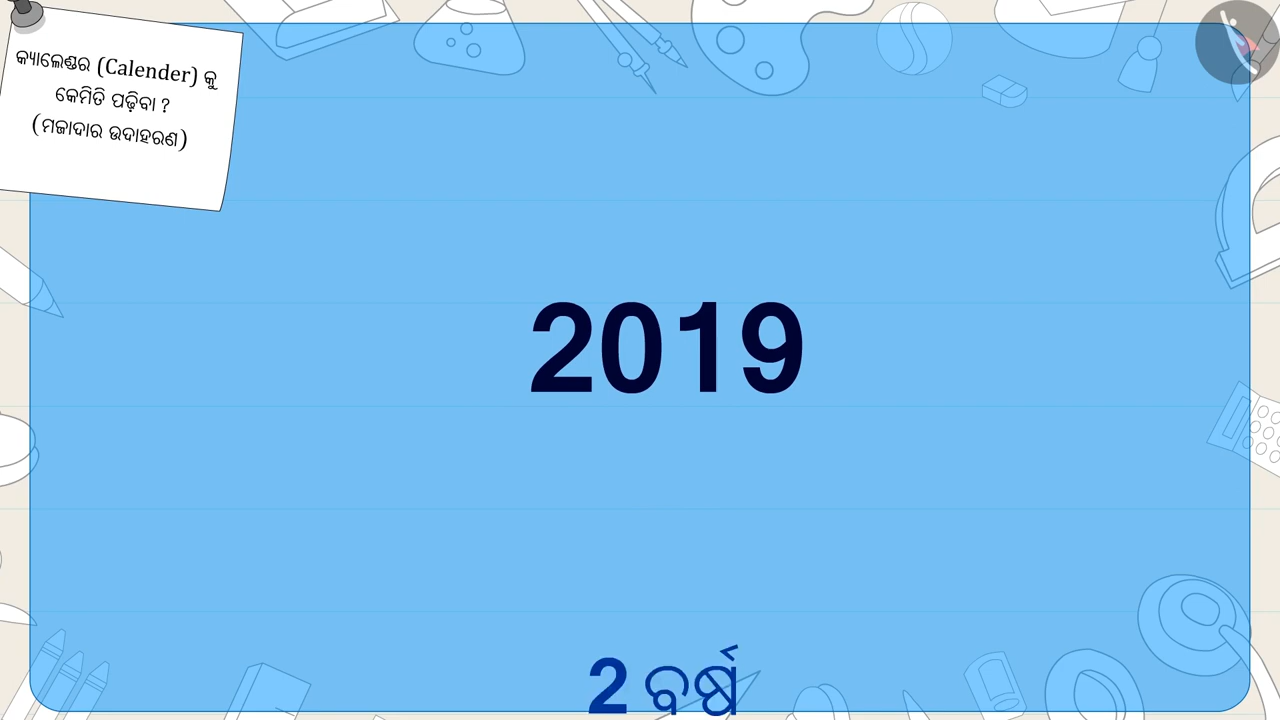 କ୍ୟାଲେଣ୍ଡର (Calender) କୁ
କେମିତି ପଢ଼ିବା ?
(ମଜାଦାର ଉଦାହରଣ)
2019
2 ବର୍ଷ